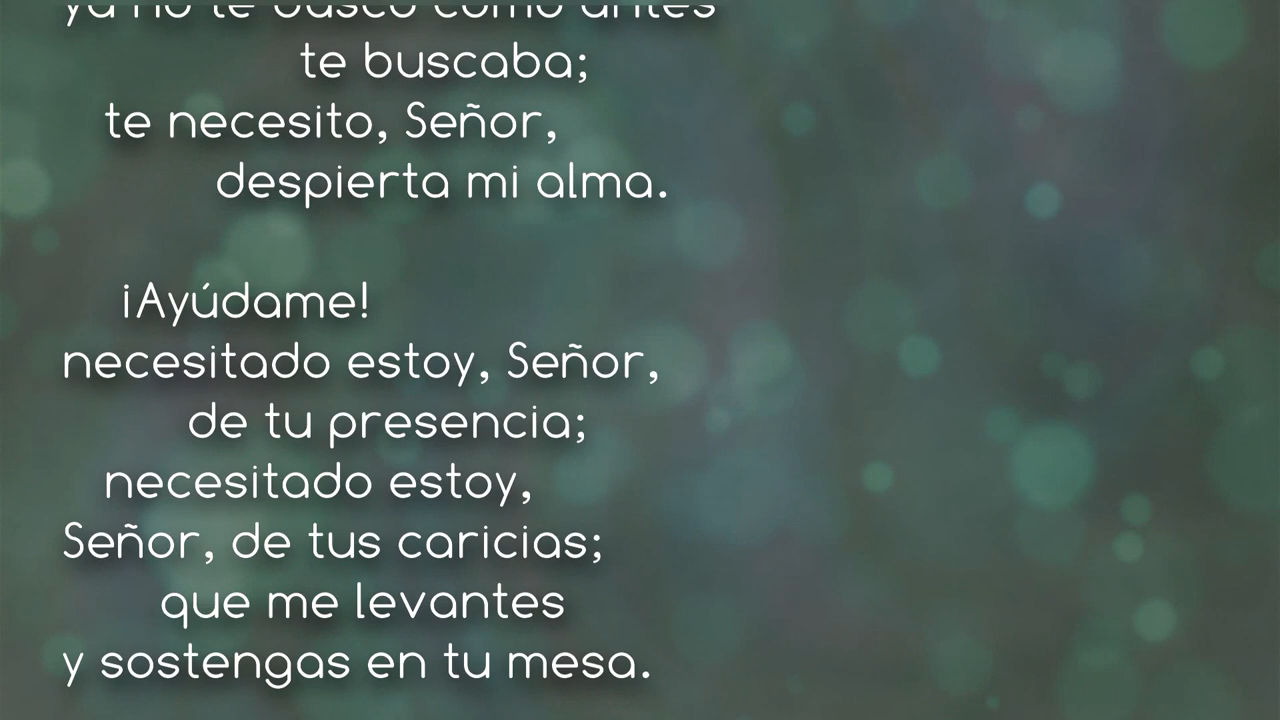 ya no te busco como antes
te buscaba;
te necesito, Señor,
despierta mi alma.
¡Ayúdame!
necesitado estoy, Señor,
de tu presencia;
necesitado estoy,
Señor, de tus caricias;
que me levantes
y sostengas en tu mesa.